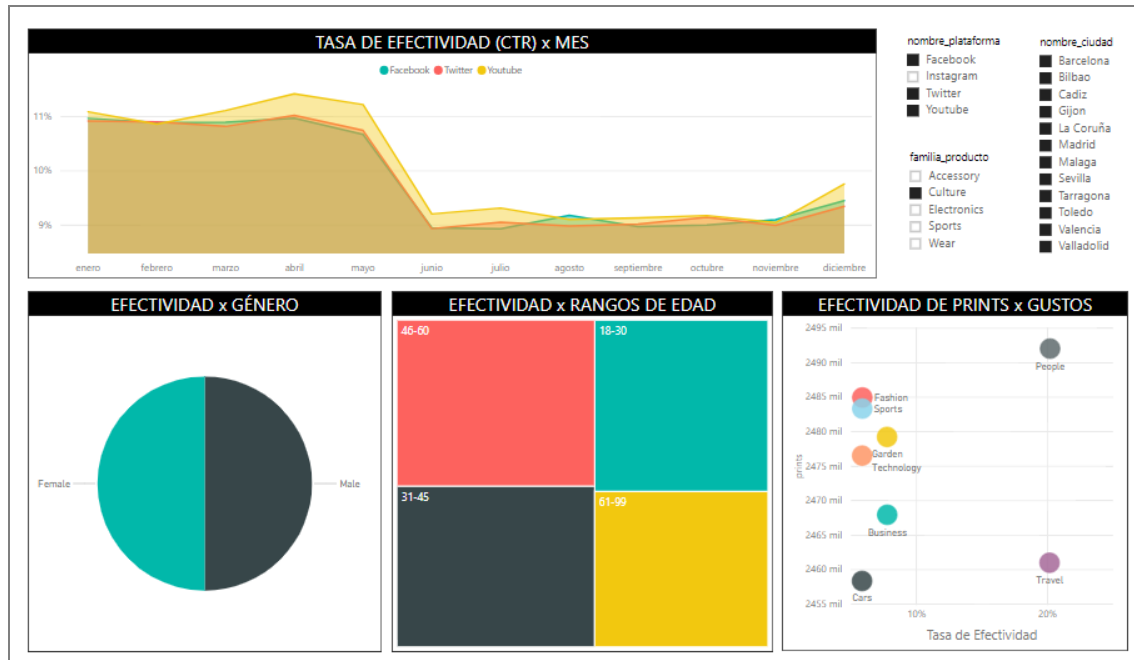 TASA DE EFECTIVIDAD (CTR) x MES
Facebook Twitter Youtube
11%
10%
9%
enero febrero marzo abril mayo junio julio agosto septiembre octubre noviembre diciembre
nombre_plataforma
Facebook
Instagram
Twitter
Youtube
familia_producto
Accessory
Culture
Electronics
Sports
Wear
nombre_ciudad
Barcelona
Bilbao
Cadiz
Gijon
La Coruña
Madrid
Malaga
Sevilla
Tarragona
Toledo
Valencia
Valladolid
EFECTIVIDAD x GÉNERO
Female
Male
EFECTIVIDAD x RANGOS DE EDAD
46-60
18-30
31-45
61-99
EFECTIVIDAD DE PRINTS x GUSTOS
2495 mil
2490 mil
2485 mil
2480 mil
2475 mil
2470 mil
2465 mil
2460 mil
2455 mil
prints
People
Fashion
Sports
Garden
Technology
Business
Travel
Cars
10%
20%
Tasa de Efectividad